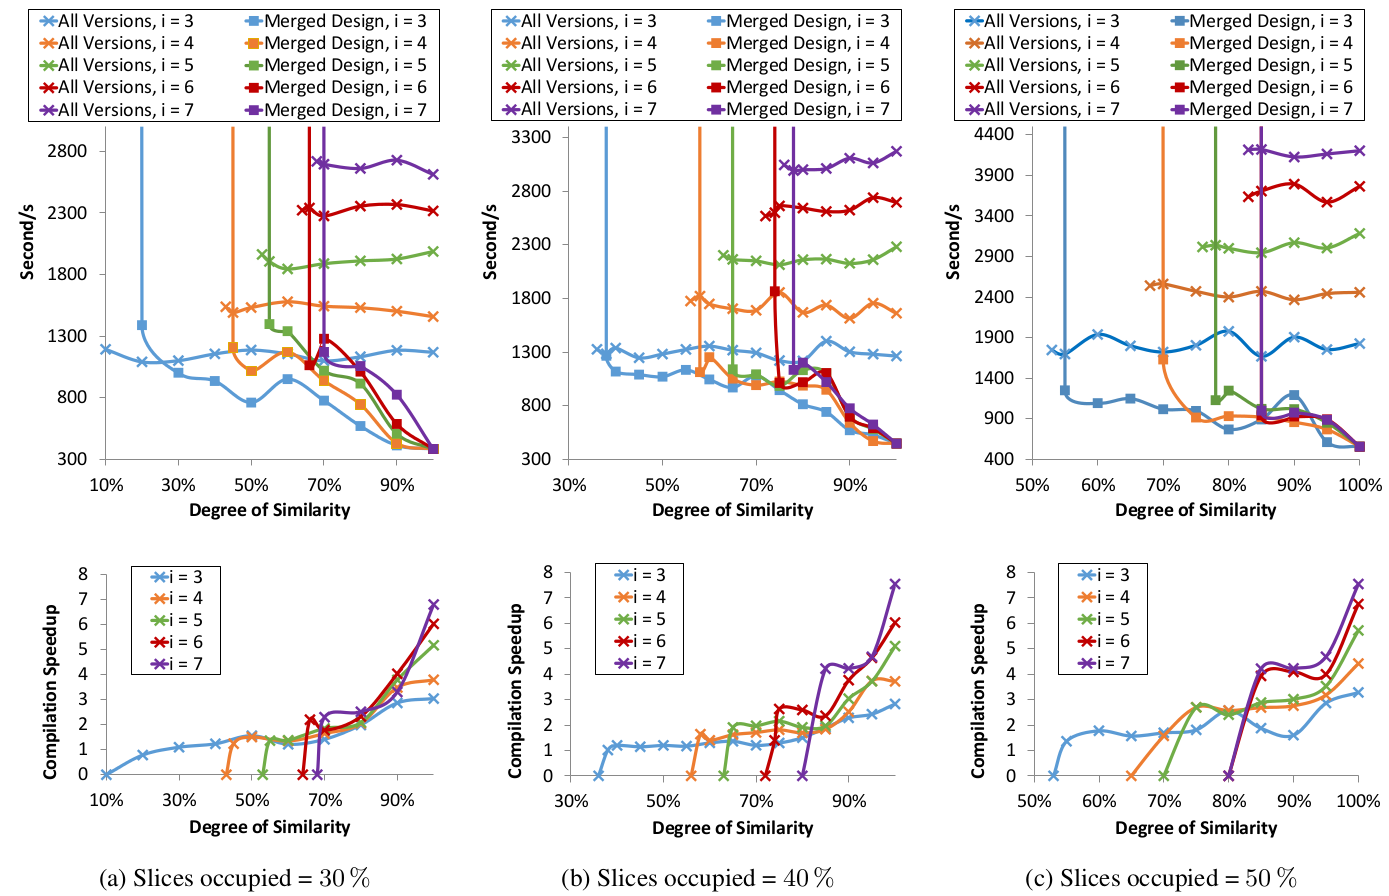 All Versions, i = 3 Merged Design, i = 3
All Versions, i = 4 Merged Design, i = 4
All Versions, i = 5 Merged Design, i = 5
All Versions, i = 6 Merged Design, i = 6
All Versions, i = 7 Merged Design, i = 7
2800
2300
1800
1300
800
300
Second/s
10% 30% 50% 70% 90%
Degree of Similarity
All Versions, i = 3 Merged Design, i = 3
All Versions, i = 4 Merged Design, i = 4
All Versions, i = 5 Merged Design, i = 5
All Versions, i = 6 Merged Design, i = 6
All Versions, i = 7 Merged Design, i = 7
3300
2800
2300
1800
1300
800
300
Second/s
30% 50% 70% 90%
Degree of Similarity
All Versions, i = 3 Merged Design, i = 3
All Versions, i = 4 Merged Design, i = 4
All Versions, i = 5 Merged Design, i = 5
All Versions, i = 6 Merged Design, i = 6
All Versions, i = 7 Merged Design, i = 7
4400
3900
3400
2900
2400
1900
1400
900
400
Second/s
50% 60% 70% 80% 90% 100%
Degree of Similarity
i = 3
i = 4
i = 5
i = 6
i = 7
8
7
6
5
4
3
2
1
0
Compilation Speedup
10% 30% 50% 70% 90%
Degree of Similarity
(a) Slices occupied = 30 %
i = 3
i = 4
i = 5
i = 6
i = 7
8
7
6
5
4
3
2
1
0
Compilation Speedup
30% 50% 70% 90%
Degree of Similarity
(b) Slices occupied = 40 %
i = 3
i = 4
i = 5
i = 6
i = 7
8
7
6
5
4
3
2
1
0
Compilation Speedup
50% 60% 70% 80% 90% 100%
Degree of Similarity
(c) Slices occupied = 50 %